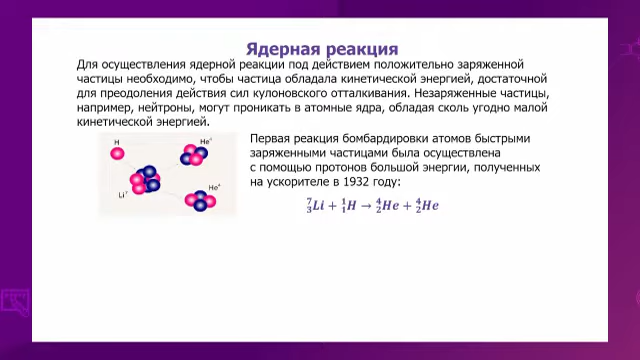 Ядерная реакция
Для осуществления ядерной реакции под действием положительно заряженной
частицы необходимо, чтобы частица обладала кинетической энергией, достаточной
для преодоления действия сил кулоновского отталкивания. Незаряженные частицы,
например, нейтроны, могут проникать в атомные ядра, обладая сколь угодно малой
кинетической энергией.
H
He⁴
Li⁷
He⁴
Первая реакция бомбардировки атомов быстрыми
заряженными частицами была осуществлена
с помощью протонов большой энергии, полученных
на ускорителе в 1932 году:
⁷₃Li + ¹₁H → ⁴₂He + ⁴₂He